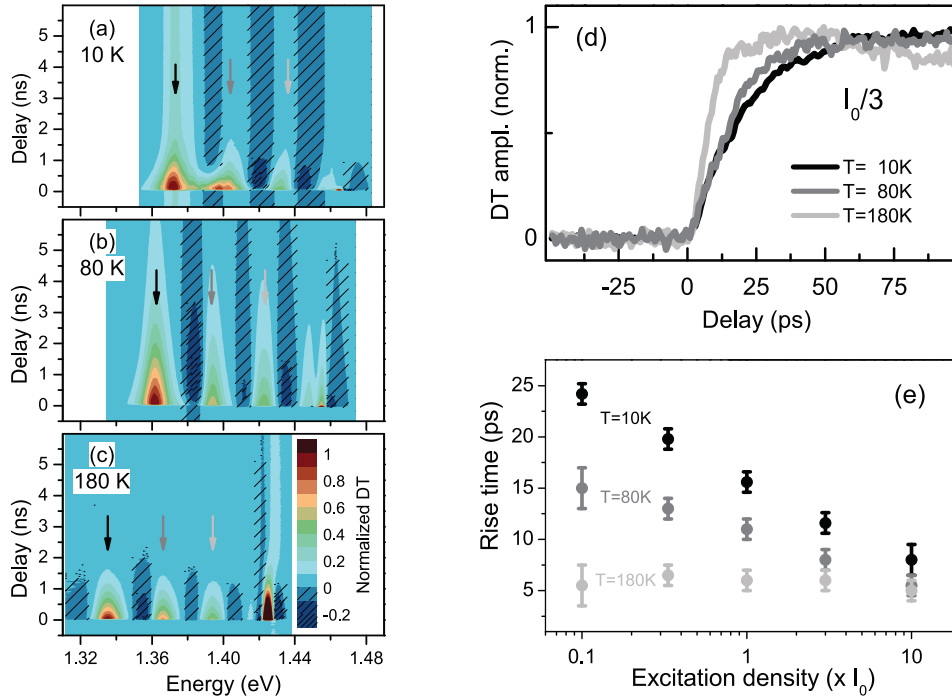 (a)
10 K
Delay (ns)
5
4
3
2
1
0
(b)
80 K
Delay (ns)
5
4
3
2
1
0
(c)
180 K
Delay (ns)
5
4
3
2
1
0
1
0.8
0.6
0.4
0.2
0
-0.2
Normalized DT
1.32 1.36 1.40 1.44 1.48
Energy (eV)
(d)
DT ampl. (norm.)
1
0
I0/3
T= 10K
T= 80K
T=180K
-25 0 25 50 75
Delay (ps)
(e)
Rise time (ps)
25
20
15
10
5
T=10K
T=80K
T=180K
0.1 1 10
Excitation density (x I0)